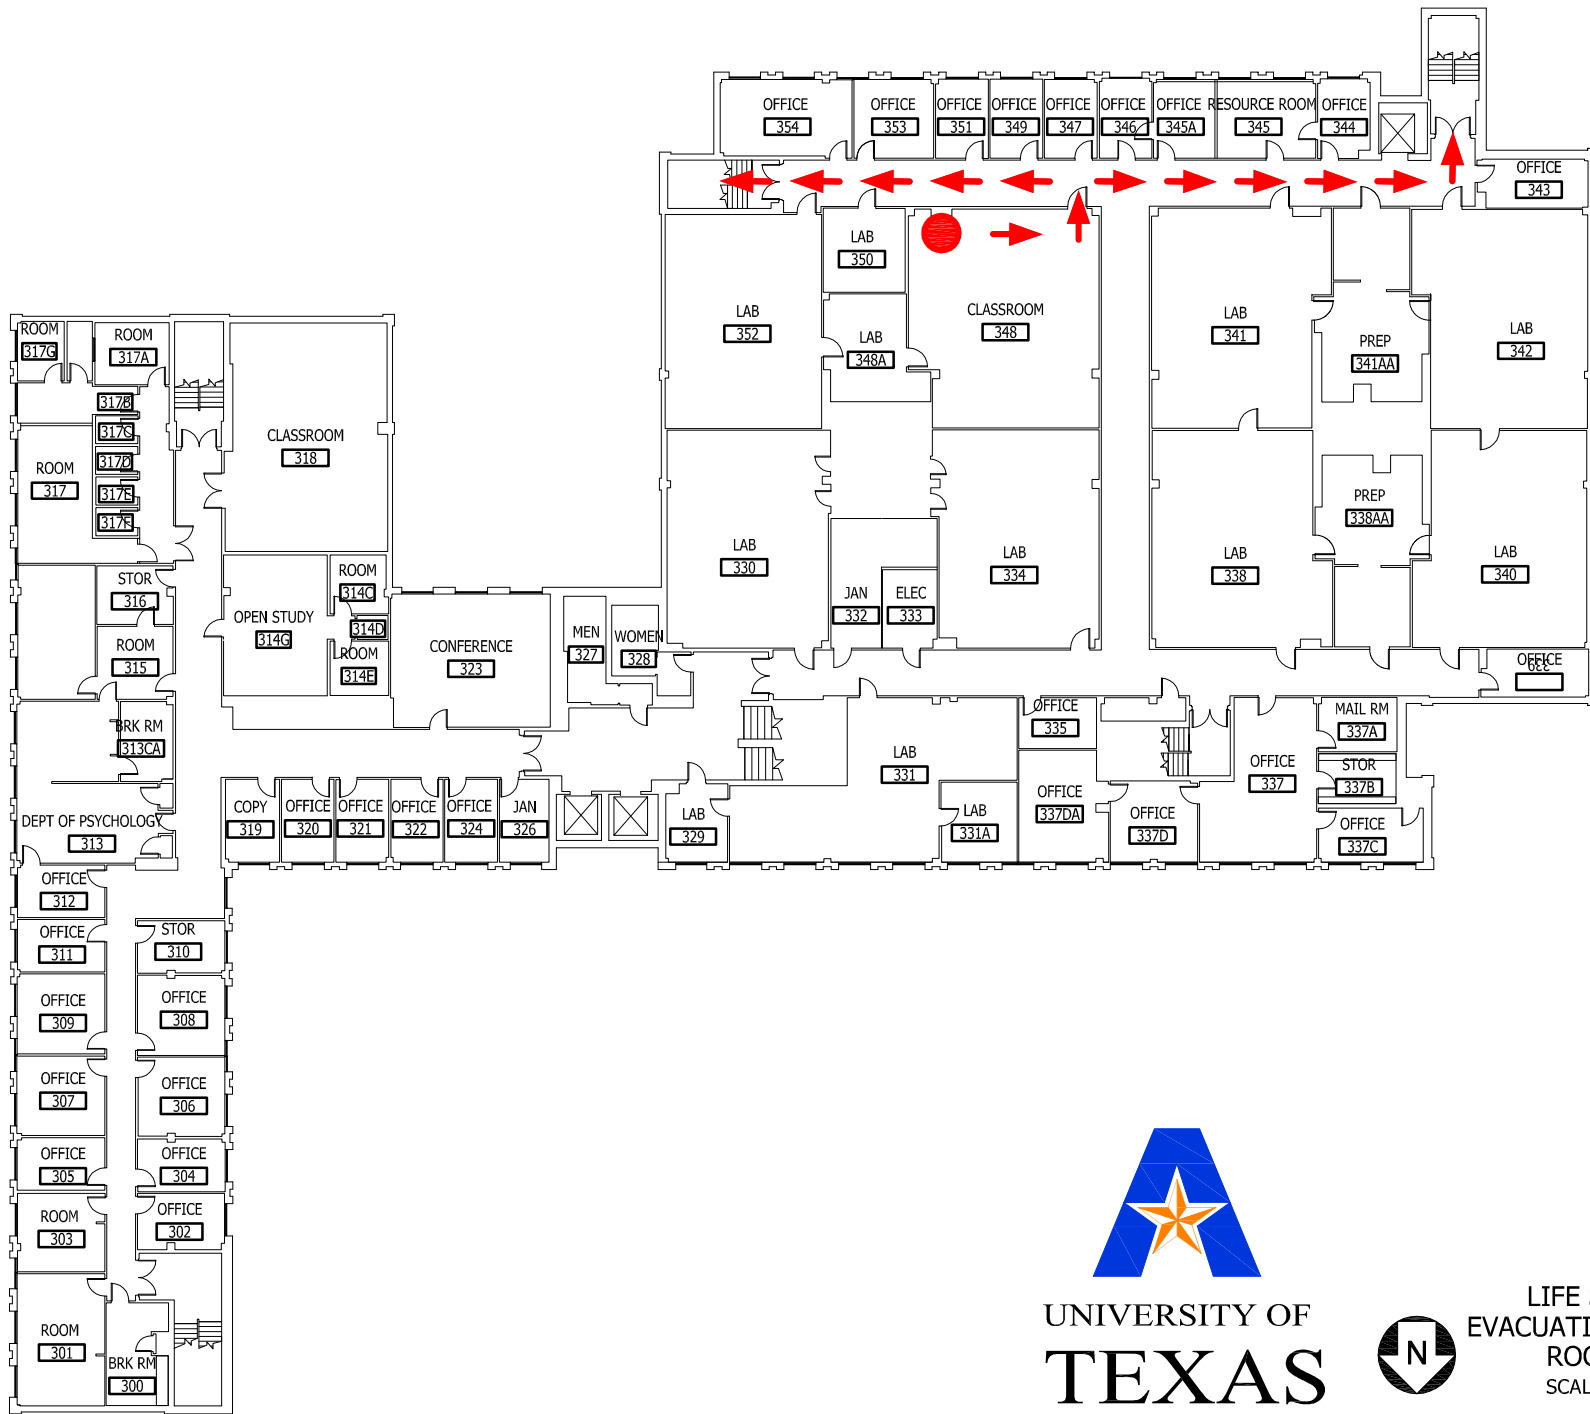 OFFICE
354
OFFICE
353
OFFICE
351
OFFICE
349
OFFICE
347
OFFICE
346
OFFICE
345A
RESOURCE ROOM
345
OFFICE
344
OFFICE
343
LAB
350
LAB
352
LAB
348A
CLASSROOM
348
LAB
341
PREP
341AA
LAB
342
ROOM
317G
ROOM
317A
317B
317C
317D
317E
317F
ROOM
317
CLASSROOM
318
LAB
330
LAB
334
JAN
332
ELEC
333
LAB
338
PREP
338AA
LAB
340
STOR
316
ROOM
315
OPEN STUDY
314G
ROOM
314C
314D
ROOM
314E
CONFERENCE
323
MEN
327
WOMEN
328
OFFICE
339
BRK RM
313CA
DEPT OF PSYCHOLOGY
313
COPY
319
OFFICE
320
OFFICE
321
OFFICE
322
OFFICE
324
JAN
326
LAB
329
LAB
331
LAB
331A
OFFICE
335
OFFICE
337DA
OFFICE
337D
OFFICE
337
MAIL RM
337A
STOR
337B
OFFICE
337C
OFFICE
312
OFFICE
311
STOR
310
OFFICE
309
OFFICE
308
OFFICE
307
OFFICE
306
OFFICE
305
OFFICE
304
ROOM
303
OFFICE
302
ROOM
301
BRK RM
300
UNIVERSITY OF
TEXAS
N
LIFE
EVACUATI
ROO
SCAL